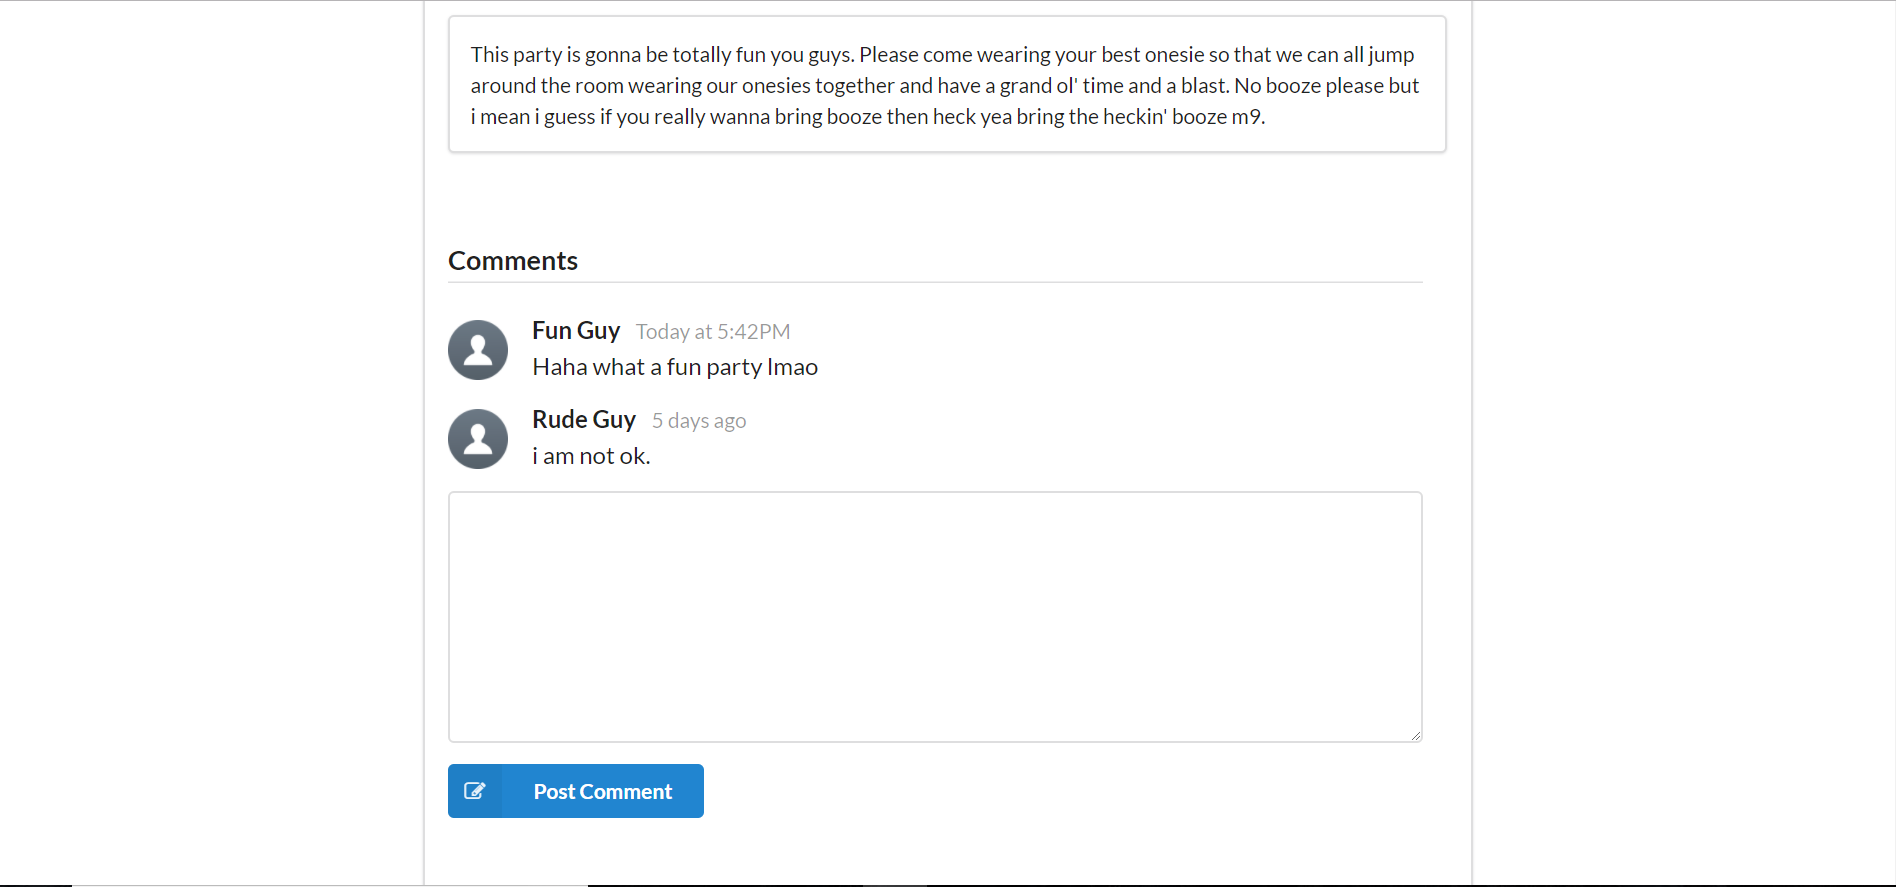 This party is gonna be totally fun you guys. Please come wearing your best onesie so that we can all jump
around the room wearing our onesies together and have a grand ol' time and a blast. No booze please but
i mean i guess if you really wanna bring booze then heck yea bring the heckin' booze m9.
Comments
Fun Guy Today at 5:42PM
Haha what a fun party lmao
Rude Guy 5 days ago
i am not ok.
Post Comment